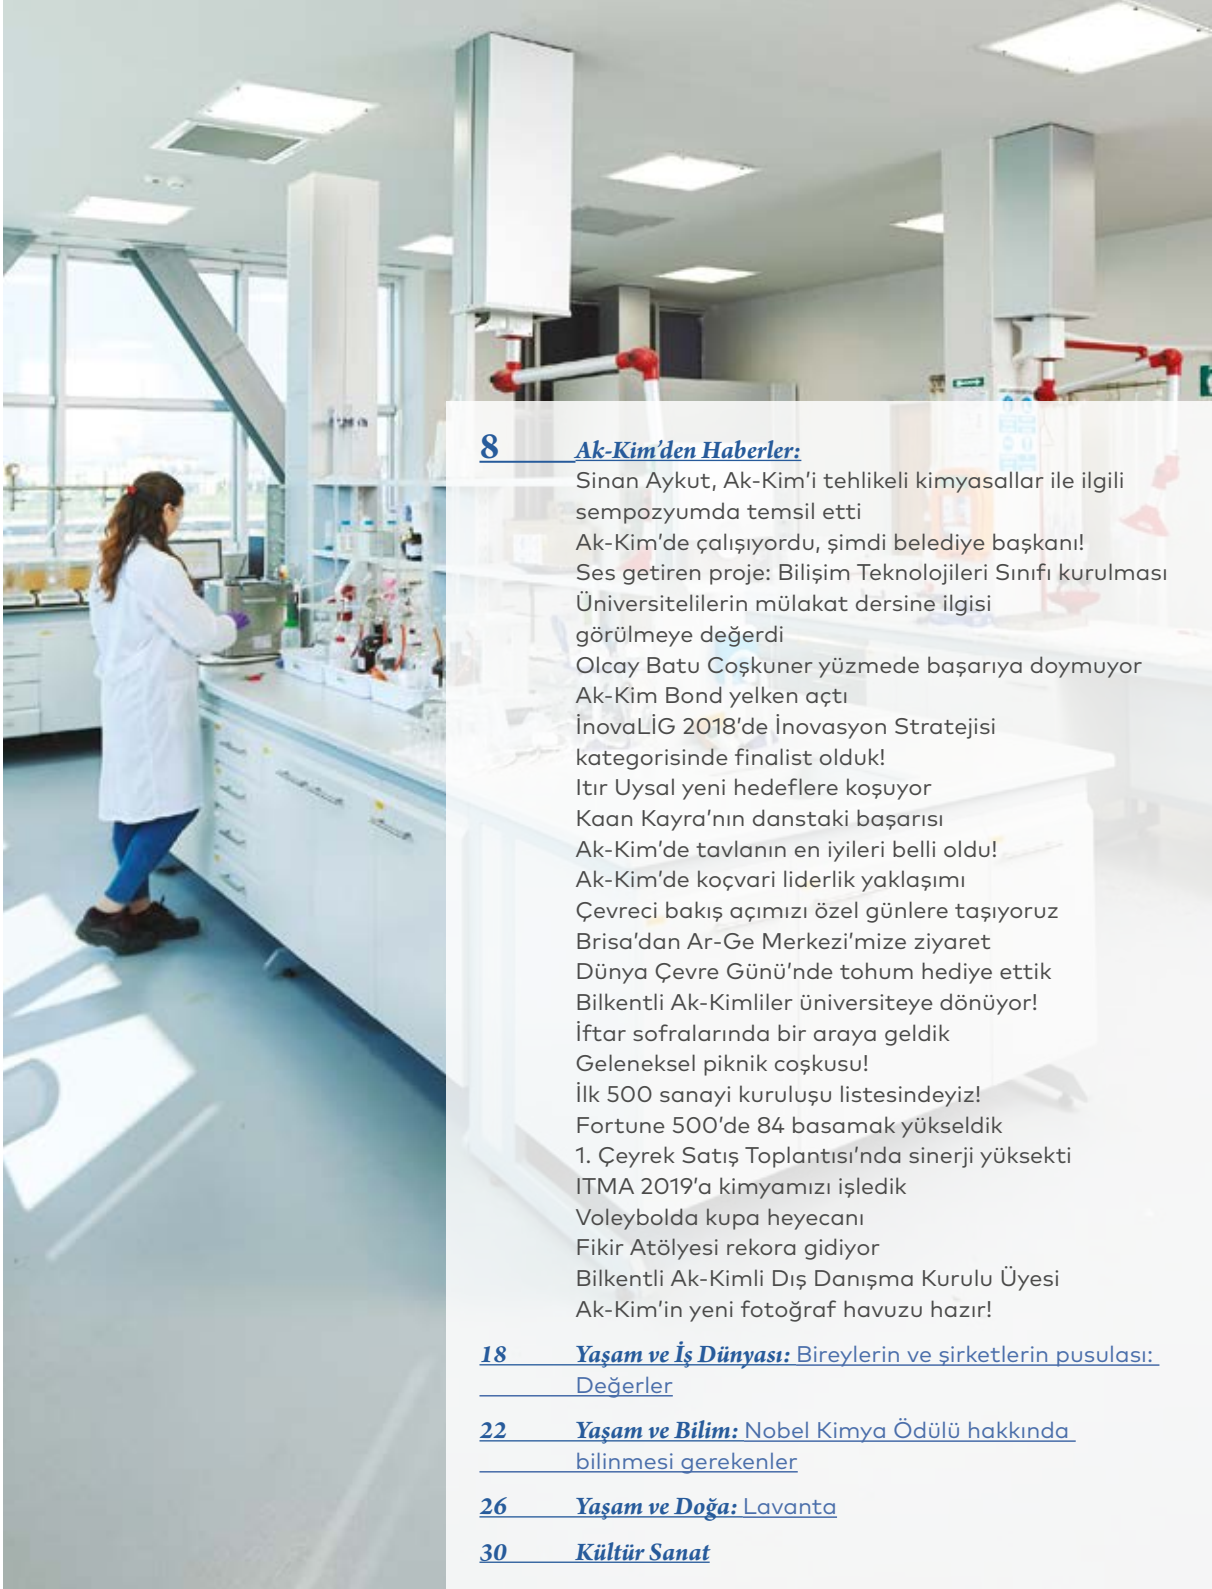 8 Ak-Kim’den Haberler:
Sinan Aykut, Ak-Kim’i tehlikeli kimyasallar ile ilgili
sempozyumda temsil etti
Ak-Kim’de çalışıyordu, şimdi belediye başkanı!
Ses getiren proje: Bilişim Teknolojileri Sınıfı kurulması
Üniversitelilerin mülakat dersine ilgisi
görülmeye değerdi
Olcay Batu Coşkuner yüzmede başarıya doymuyor
Ak-Kim Bond yelken açtı
İnovaLİG 2018’de İnovasyon Stratejisi
kategorisinde finalist olduk!
Itır Uysal yeni hedeflere koşuyor
Kaan Kayra’nın danstaki başarısı
Ak-Kim’de tavlanın en iyileri belli oldu!
Ak-Kim’de koçvari liderlik yaklaşımı
Çevreci bakış açımızı özel günlere taşıyoruz
Brisa’dan Ar-Ge Merkezi’mize ziyaret
Dünya Çevre Günü’nde tohum hediye ettik
Bilkentli Ak-Kimliler üniversiteye dönüyor!
İftar sofralarında bir araya geldik
Geleneksel piknik coşkusu!
İlk 500 sanayi kuruluşu listesindeyiz!
Fortune 500’de 84 basamak yükseldik
1. Çeyrek Satış Toplantısı’nda sinerji yüksekti
ITMA 2019’a kimyamızı işledik
Voleybolda kupa heyecanı
Fikir Atölyesi rekora gidiyor
Bilkentli Ak-Kimli Dış Danışma Kurulu Üyesi
Ak-Kim’in yeni fotoğraf havuzu hazır!
18 Yaşam ve İş Dünyası: Bireylerin ve şirketlerin pusulası:
Değerler
22 Yaşam ve Bilim: Nobel Kimya Ödülü hakkında
bilinmesi gerekenler
26 Yaşam ve Doğa: Lavanta
30 Kültür Sanat